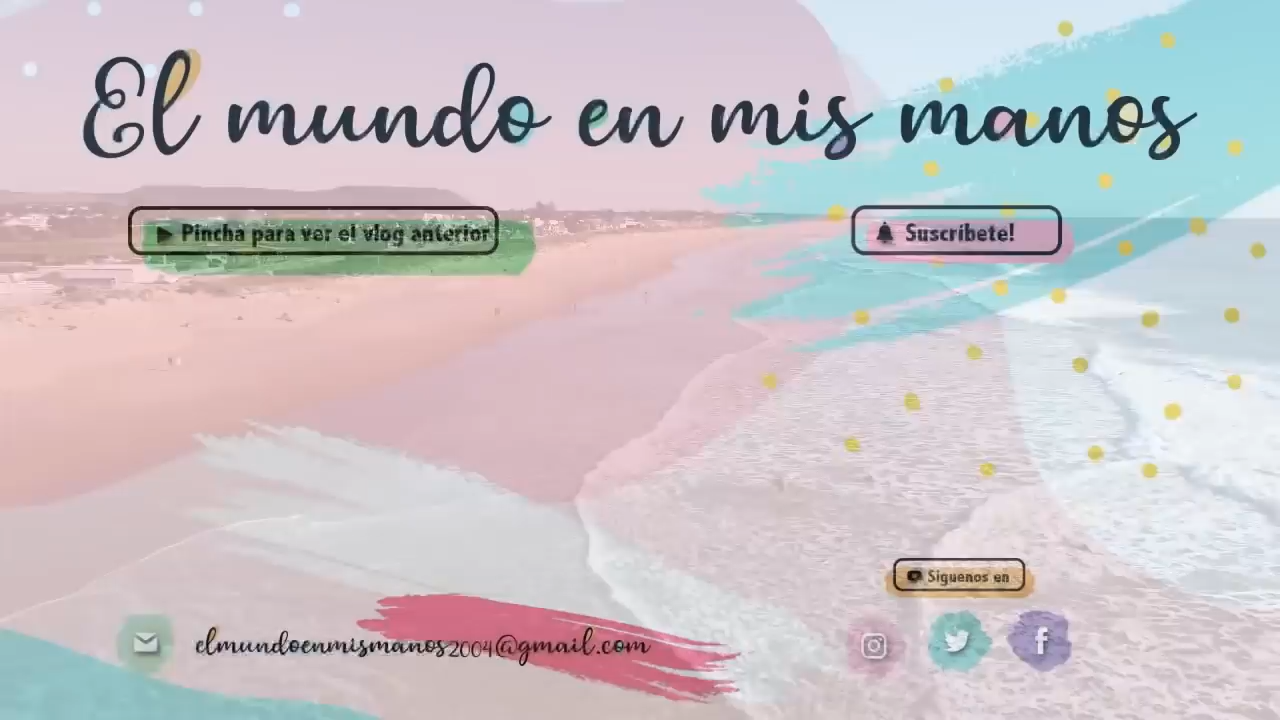 El mundo en mis manos
Pincha para ver el vlog anterior
Suscríbete!
Síguenos en
elmundoenmismanos2004@gmail.com